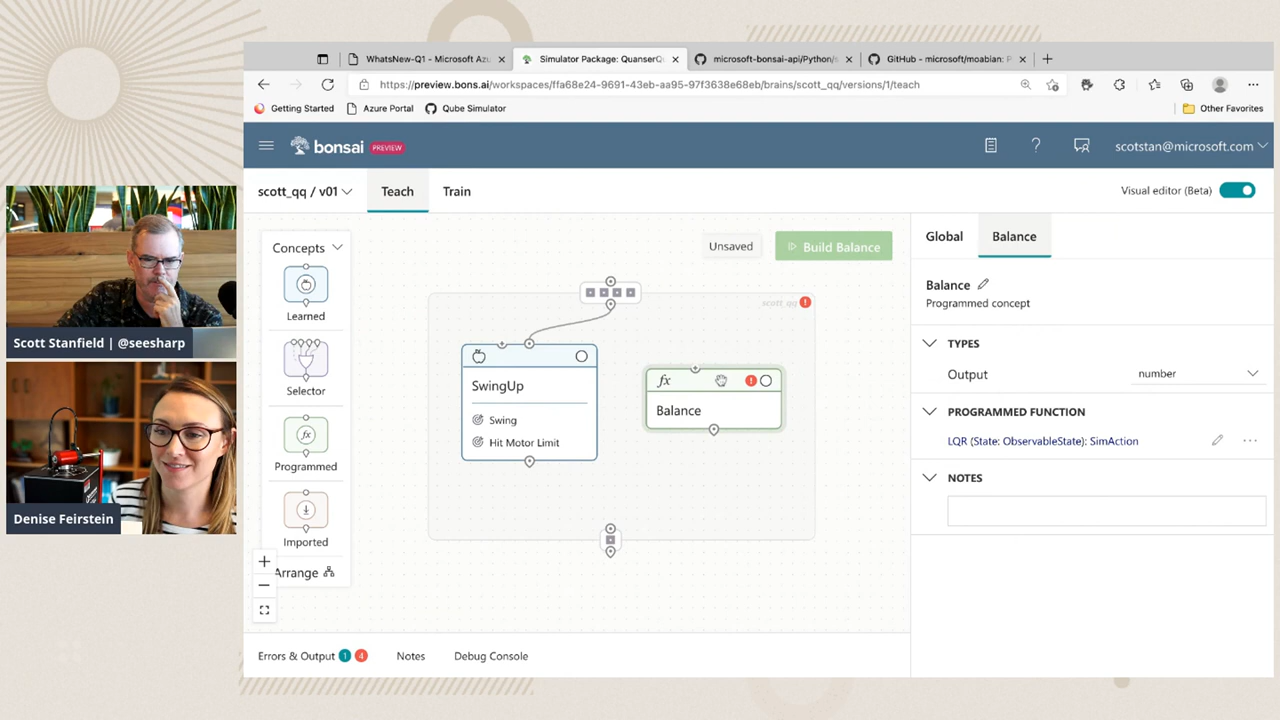 WhatsNew-Q1 - Microsoft Az
Simulator Package: QuanserQ
microsoft-bonsai-api/Python/s
GitHub - microsoft/moabian: P
https://preview.bons.ai/workspaces/ffa68e24-9691-43eb-aa95-97f3638e68eb/brains/scott_qq/versions/1/teach
Getting Started
Azure Portal
Qube Simulator
Other Favorites
bonsai PREVIEW
scotstan@microsoft.com
scott_qq / v01
Teach
Train
Visual editor (Beta)
Concepts
Learned
Selector
Programmed
Imported
Arrange
Unsaved
Build Balance
scott_qq
SwingUp
Swing
Hit Motor Limit
fx
Balance
Global
Balance
Balance
Programmed concept
TYPES
Output
number
PROGRAMMED FUNCTION
LQR (State: ObservableState): SimAction
NOTES
Errors & Output 1 4
Notes
Debug Console
Scott Stanfield | @seesharp
Denise Feirstein